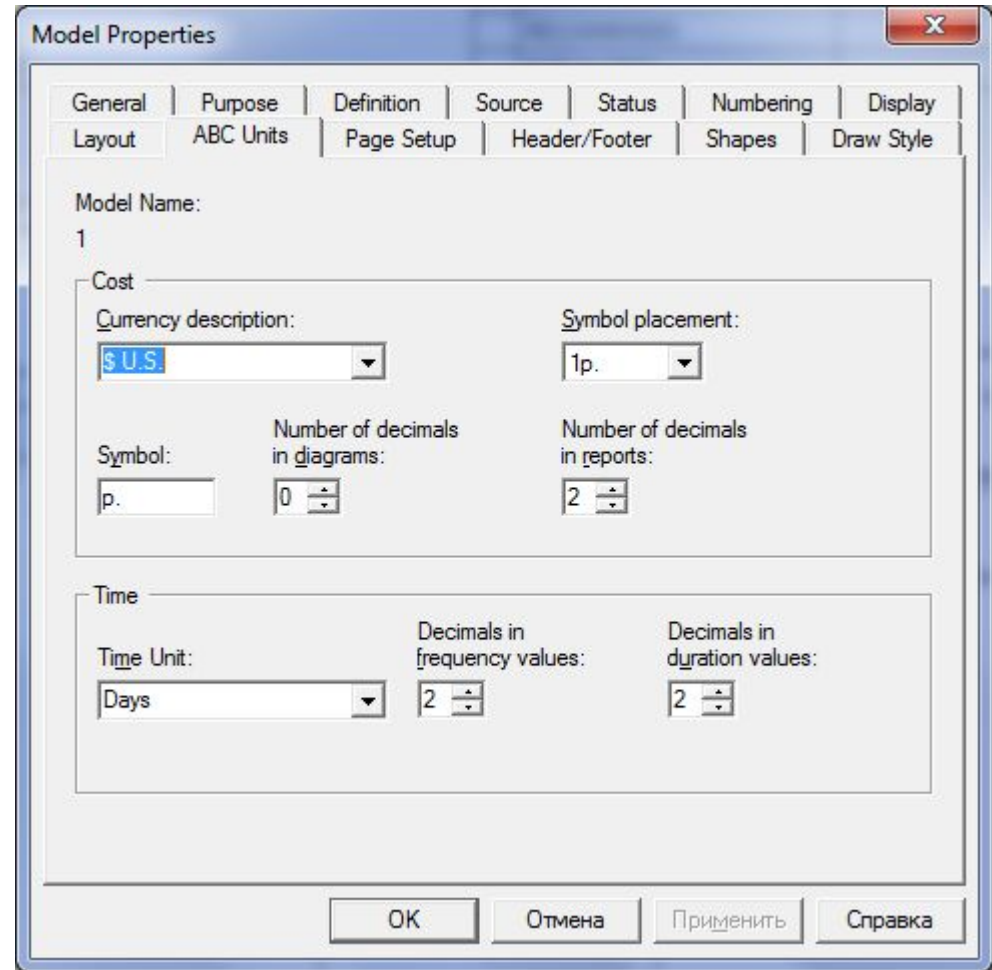 Model Properties
General Purpose Definition Source Status Numbering Display
Layout ABC Units Page Setup Header/Footer Shapes Draw Style
Model Name:
1
Cost
Currency description: Symbol placement:
$ U.S. 1p.
Number of decimals Number of decimals
Symbol: in diagrams: in reports:
p. 0 2
Time
Decimals in Decimals in
Time Unit: frequency values: duration values:
Days 2 2
OK Отмена Применить Справка